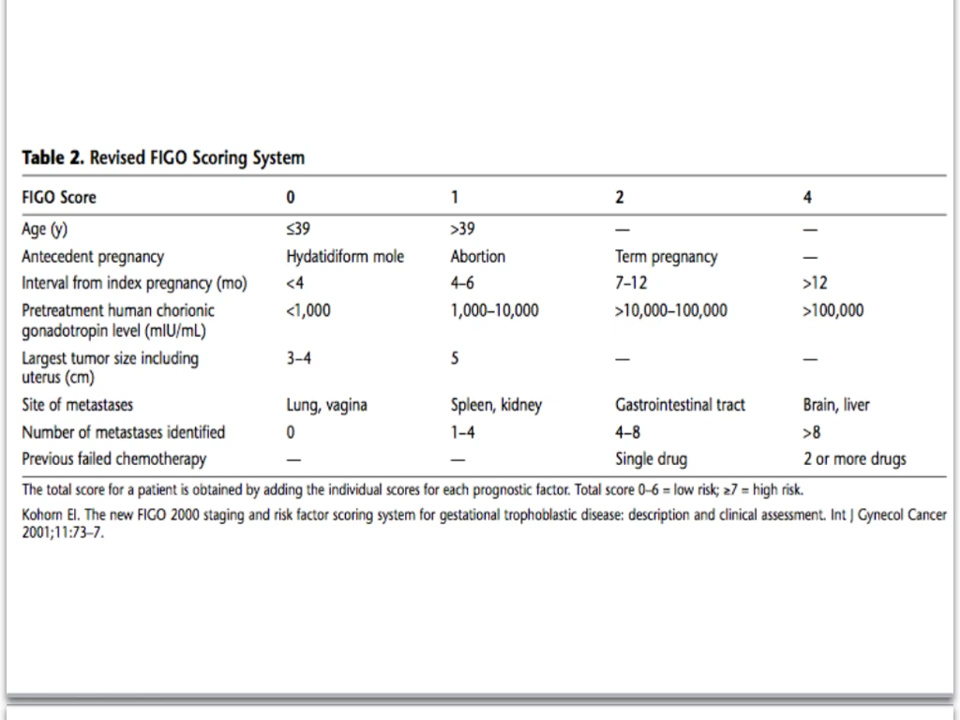 Table 2. Revised FIGO Scoring System
FIGO Score 0 1 2 4
Age (y) ≤39 >39 — —
Antecedent pregnancy Hydatidiform mole Abortion Term pregnancy —
Interval from index pregnancy (mo) <4 4–6 7–12 >12
Pretreatment human chorionic <1,000 1,000–10,000 >10,000–100,000 >100,000
gonadotropin level (mIU/mL)
Largest tumor size including 3–4 5 — —
uterus (cm)
Site of metastases Lung, vagina Spleen, kidney Gastrointestinal tract Brain, liver
Number of metastases identified 0 1–4 4–8 >8
Previous failed chemotherapy — — Single drug 2 or more drugs
The total score for a patient is obtained by adding the individual scores for each prognostic factor. Total score 0–6 = low risk; ≥7 = high risk.
Kohorn EI. The new FIGO 2000 staging and risk factor scoring system for gestational trophoblastic disease: description and clinical assessment. Int J Gynecol Cancer
2001;11:73–7.